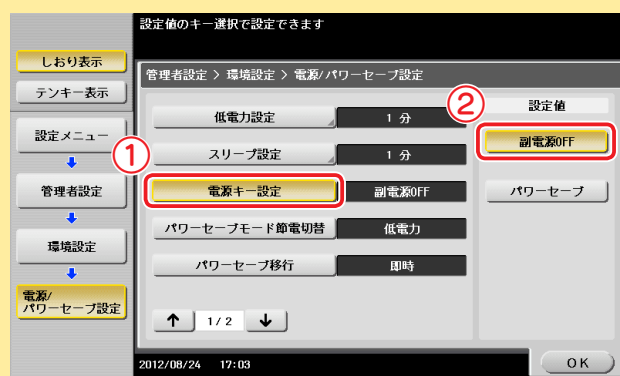 設定値のキー選択で設定できます
しおり表示
テンキー表示
設定メニュー
管理者設定
環境設定
電源/
パワーセーブ設定
管理者設定 > 環境設定 > 電源/パワーセーブ設定
低電力設定 1 分
① スリープ設定 1 分
電源キー設定 副電源OFF
パワーセーブモード節電切替 低電力
パワーセーブ移行 即時
↑ 1/2 ↓
② 設定値
副電源OFF
パワーセーブ
2012/08/24 17:03
OK